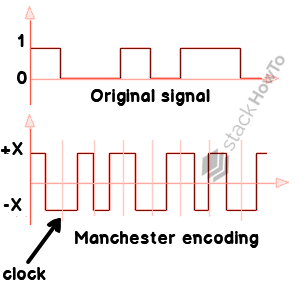 1
0
Original signal
stackHowTo
+X
-X
Manchester encoding
clock